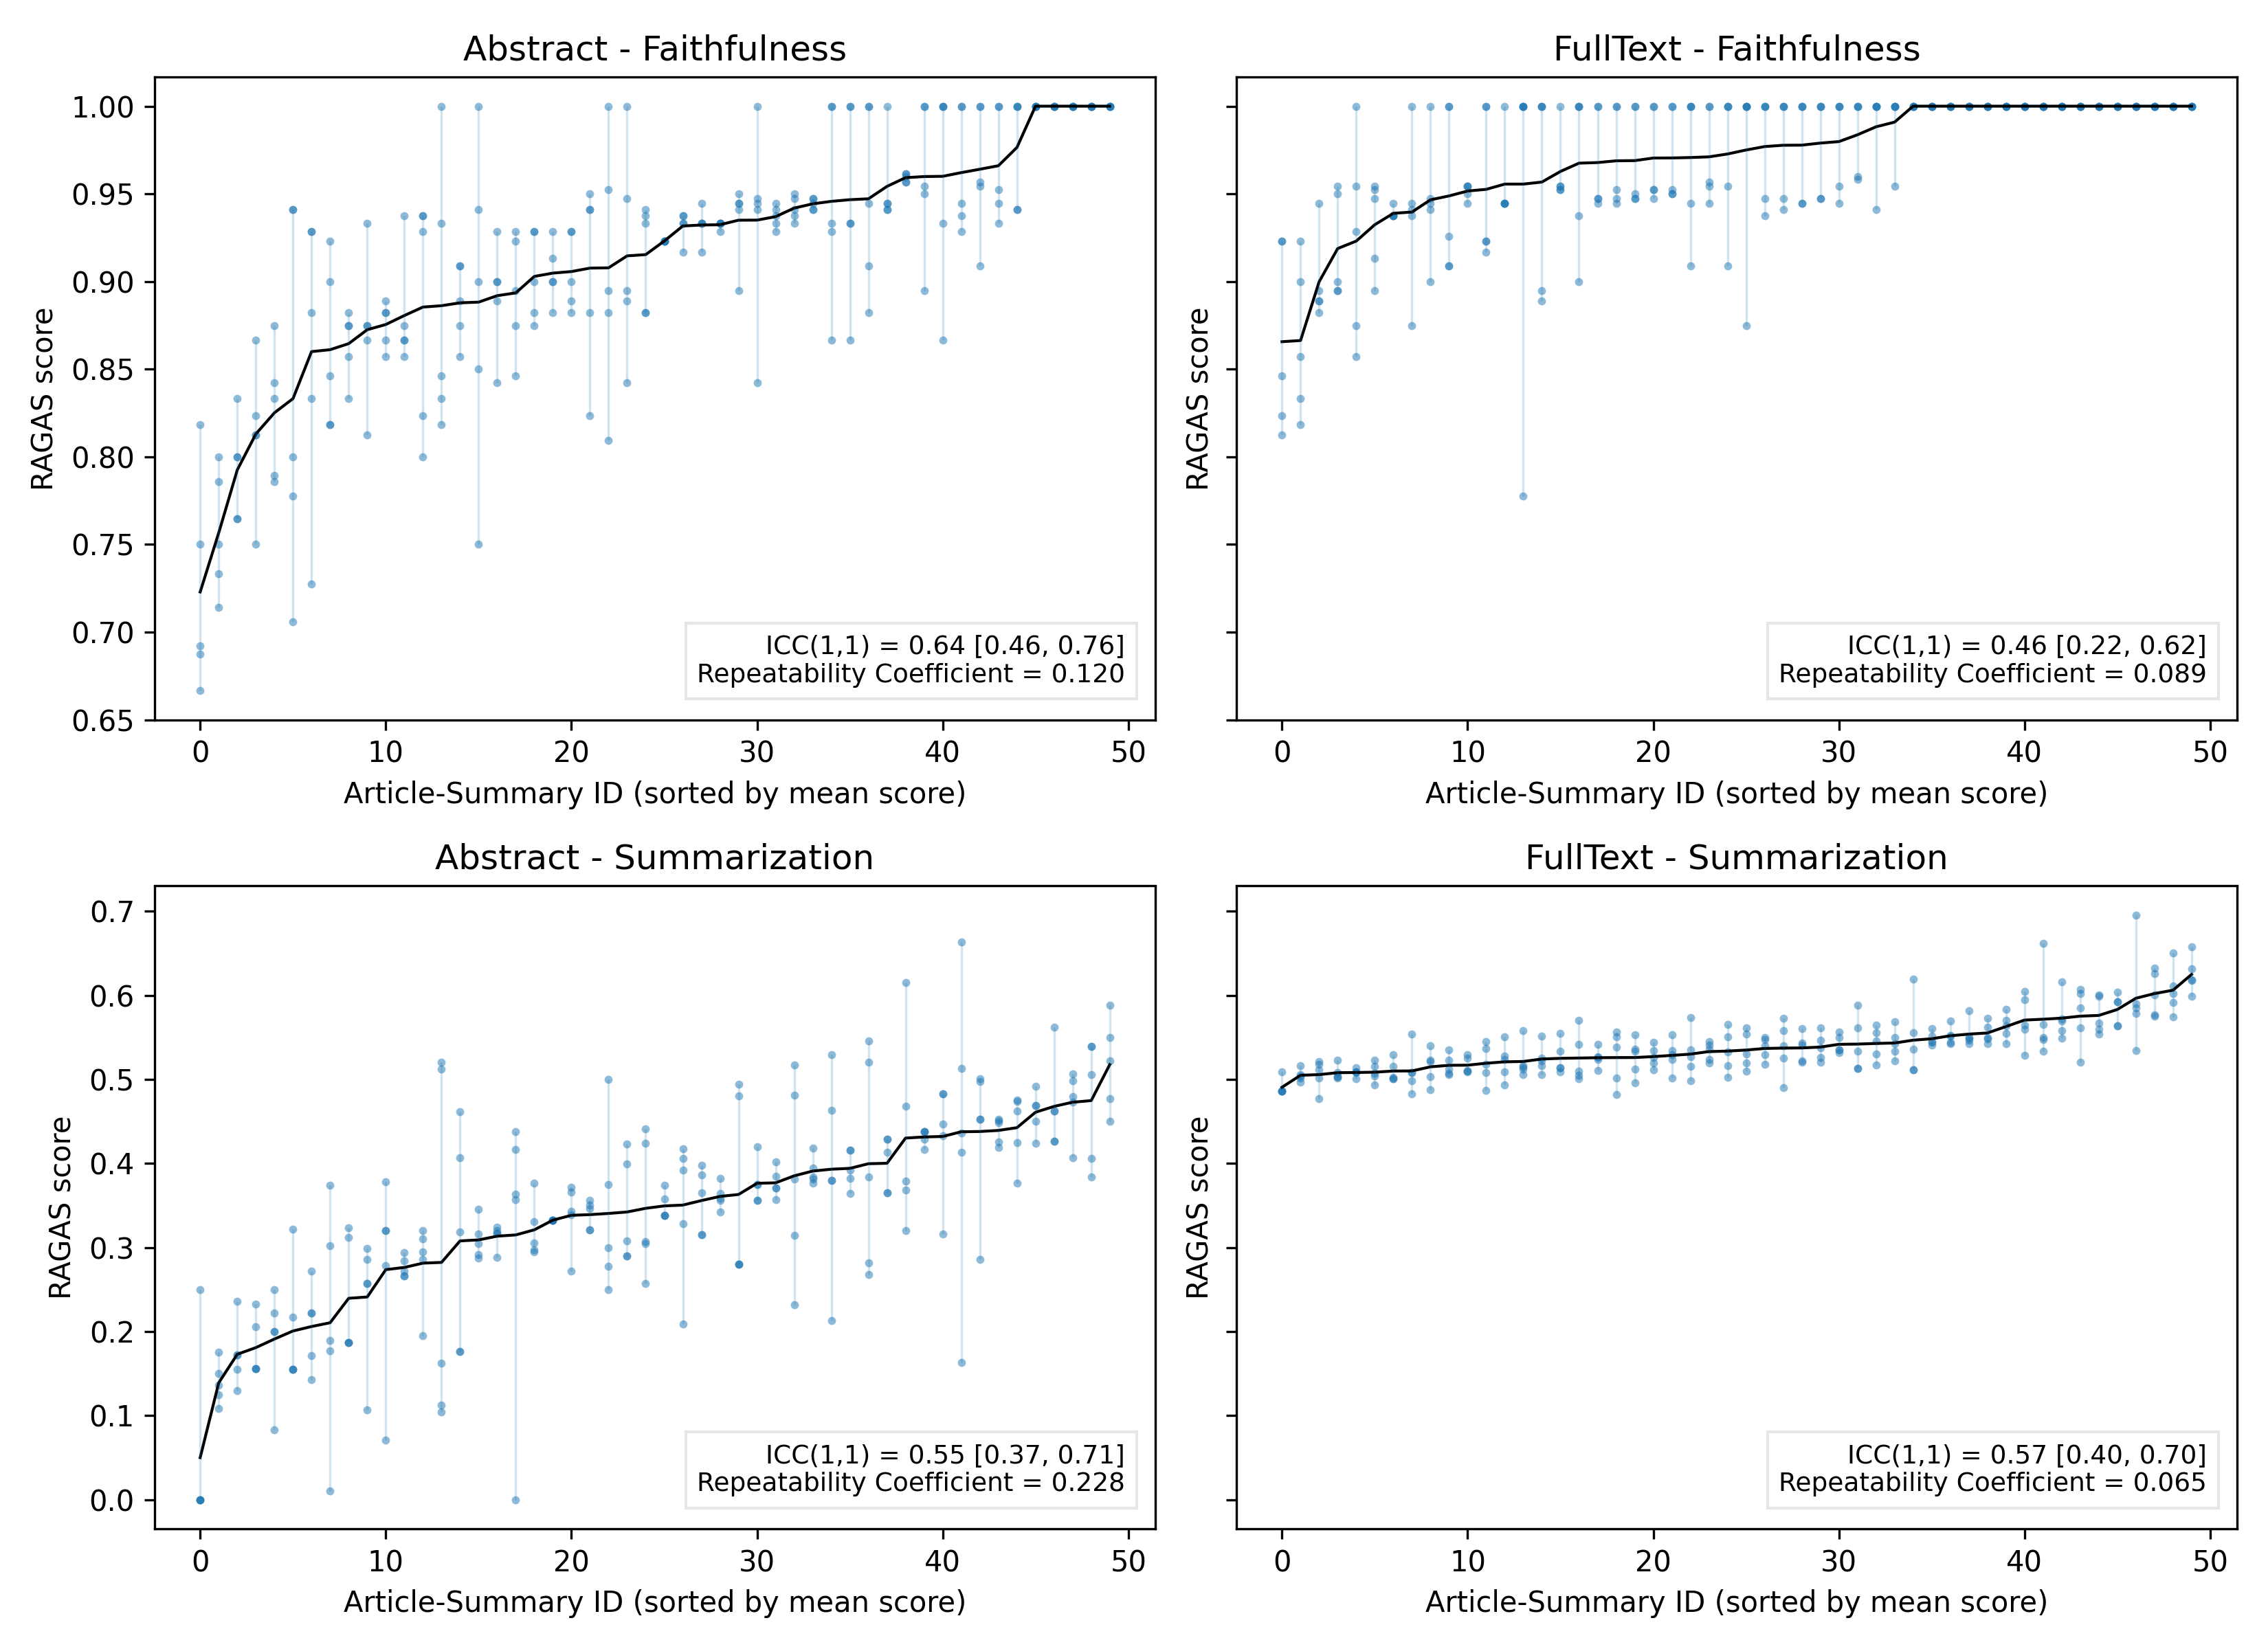 Abstract - Faithfulness
1.00
0.95
0.90
0.85
0.80
0.75
0.70
0.65
RAGAS score
ICC(1,1) = 0.64 [0.46, 0.76]
Repeatability Coefficient = 0.120
0 10 20 30 40 50
Article-Summary ID (sorted by mean score)
FullText - Faithfulness
RAGAS score
ICC(1,1) = 0.46 [0.22, 0.62]
Repeatability Coefficient = 0.089
0 10 20 30 40 50
Article-Summary ID (sorted by mean score)
Abstract - Summarization
0.7
0.6
0.5
0.4
0.3
0.2
0.1
0.0
RAGAS score
ICC(1,1) = 0.55 [0.37, 0.71]
Repeatability Coefficient = 0.228
0 10 20 30 40 50
Article-Summary ID (sorted by mean score)
FullText - Summarization
RAGAS score
ICC(1,1) = 0.57 [0.40, 0.70]
Repeatability Coefficient = 0.065
0 10 20 30 40 50
Article-Summary ID (sorted by mean score)